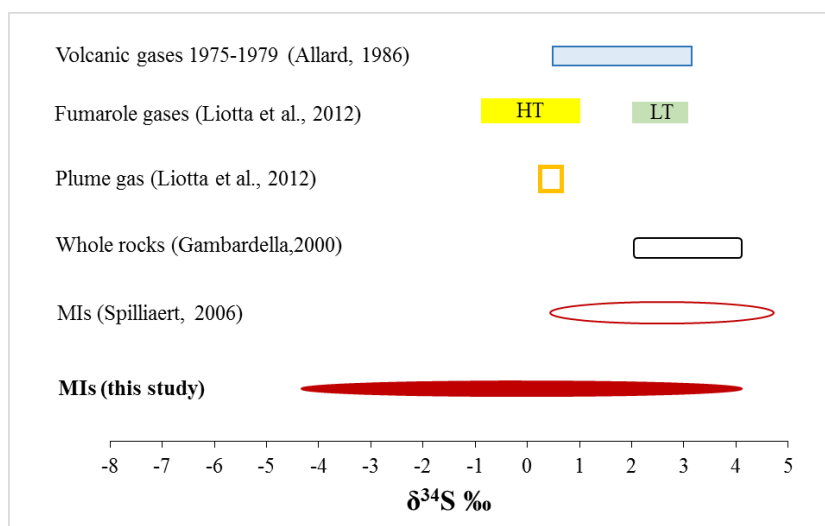 Volcanic gases 1975-1979 (Allard, 1986)
Fumarole gases (Liotta et al., 2012)
HT
LT
Plume gas (Liotta et al., 2012)
Whole rocks (Gambardella,2000)
MIs (Spilliaert, 2006)
MIs (this study)
-8 -7 -6 -5 -4 -3 -2 -1 0 1 2 3 4 5
δ³⁴S ‰